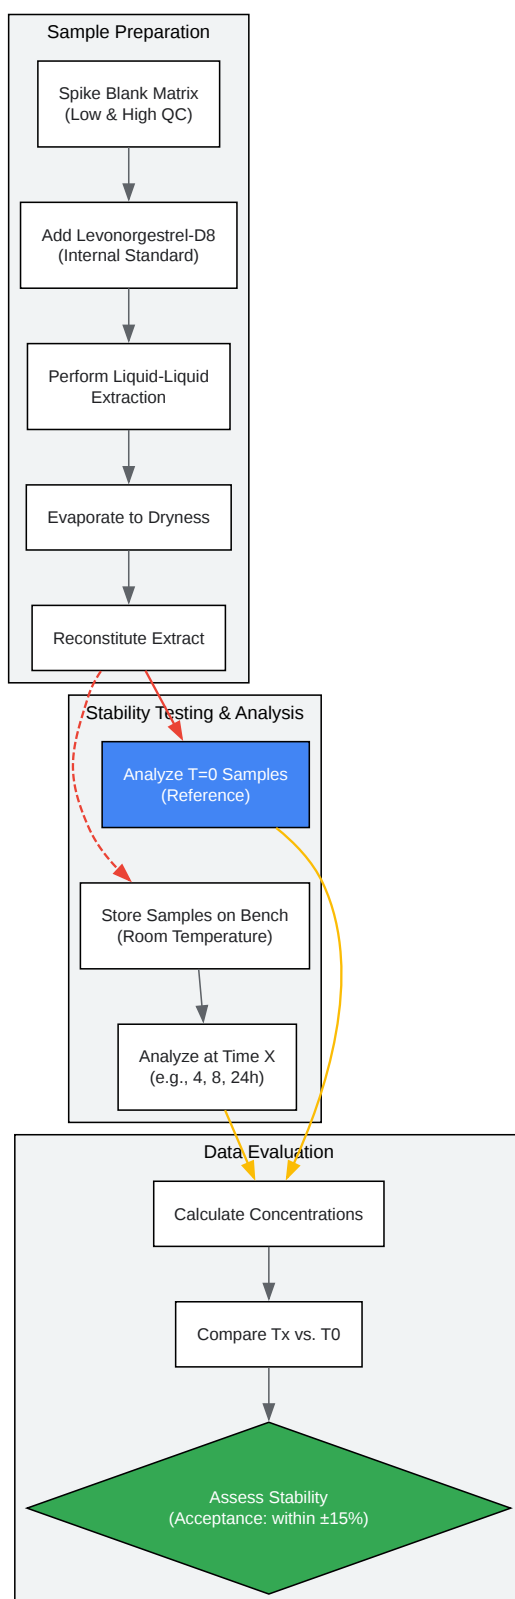 Sample Preparation
Spike Blank Matrix
(Low & High QC)
Add Levonorgestrel-D8
(Internal Standard)
Perform Liquid-Liquid
Extraction
Evaporate to Dryness
Reconstitute Extract
Stability Testing & Analysis
Analyze T=0 Samples
(Reference)
Store Samples on Bench
(Room Temperature)
Analyze at Time X
(e.g., 4, 8, 24h)
Data Evaluation
Calculate Concentrations
Compare Tx vs. T0
Assess Stability
(Acceptance: within ±15%)